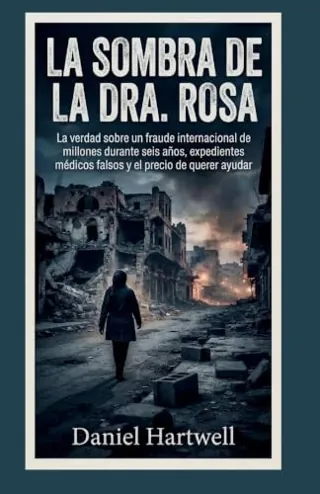 LA SOMBRA DE
LA DRA. ROSA
La verdad sobre un fraude internacional de
millones durante seis años, expedientes
médicos falsos y el precio de querer ayudar
Daniel Hartwell